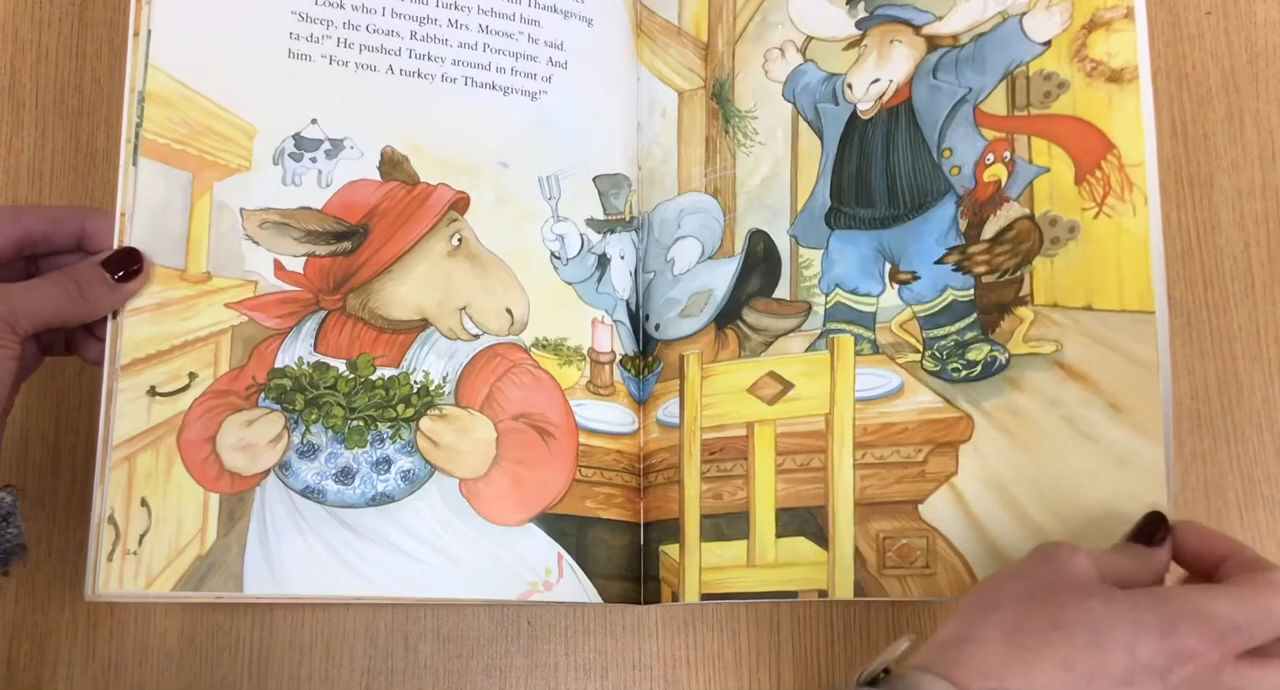 Turkey behind him.
Thanksgiving
"Look who I brought, Mrs. Moose," he said.
"Sheep, the Goats, Rabbit, and Porcupine. And
ta-da!" He pushed Turkey around in front of
him. "For you. A turkey for Thanksgiving!"
24